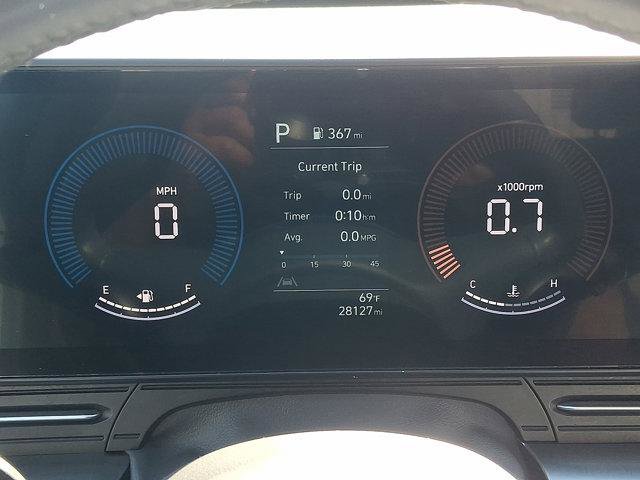 P 367 mi
Current Trip
Trip 0.0 mi
Timer 0:10 h:m
Avg. 0.0 MPG
0 15 30 45
69°F
28127 mi
MPH
0
E F
x1000rpm
0.7
C H